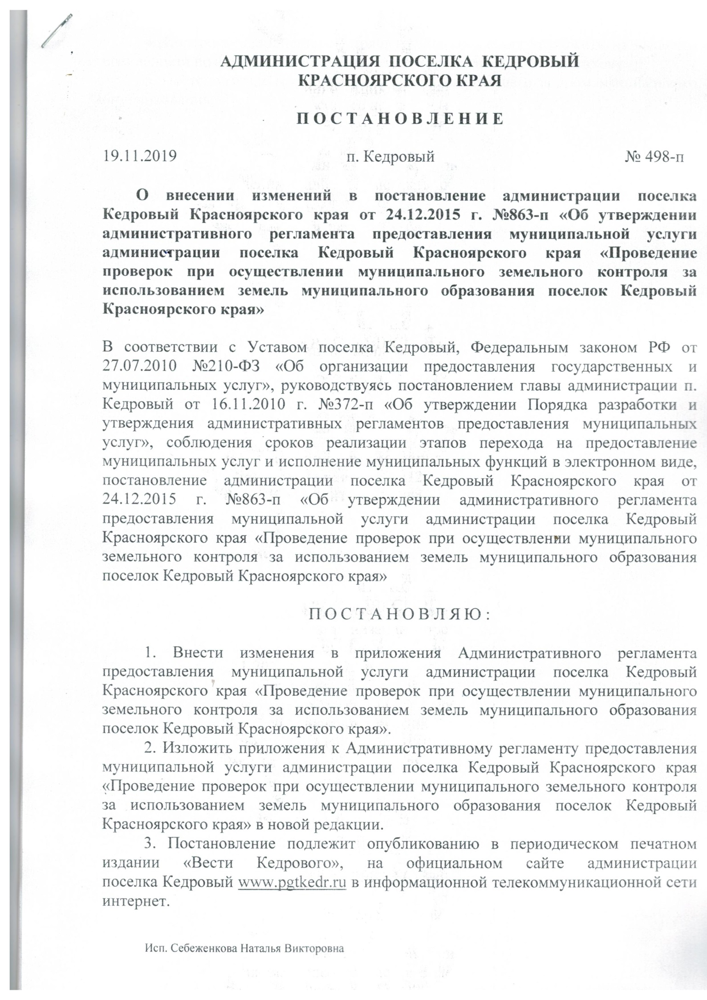 АДМИНИСТРАЦИЯ ПОСЕЛКА КЕДРОВЫЙ
КРАСНОЯРСКОГО КРАЯ
П О С Т А Н О В Л Е Н И Е
19.11.2019 п. Кедровый № 498-п
О внесении изменений в постановление администрации поселка
Кедровый Красноярского края от 24.12.2015 г. №863-п «Об утверждении
административного регламента предоставления муниципальной услуги
администрации поселка Кедровый Красноярского края «Проведение
проверок при осуществлении муниципального земельного контроля за
использованием земель муниципального образования поселок Кедровый
Красноярского края»
В соответствии с Уставом поселка Кедровый, Федеральным законом РФ от
27.07.2010 №210-ФЗ «Об организации предоставления государственных и
муниципальных услуг», руководствуясь постановлением главы администрации п.
Кедровый от 16.11.2010 г. №372-п «Об утверждении Порядка разработки и
утверждения административных регламентов предоставления муниципальных
услуг», соблюдения сроков реализации этапов перехода на предоставление
муниципальных услуг и исполнение муниципальных функций в электронном виде,
постановление администрации поселка Кедровый Красноярского края от
24.12.2015 г. №863-п «Об утверждении административного регламента
предоставления муниципальной услуги администрации поселка Кедровый
Красноярского края «Проведение проверок при осуществлении муниципального
земельного контроля за использованием земель муниципального образования
поселок Кедровый Красноярского края»
П О С Т А Н О В Л Я Ю :
1. Внести изменения в приложения Административного регламента
предоставления муниципальной услуги администрации поселка Кедровый
Красноярского края «Проведение проверок при осуществлении муниципального
земельного контроля за использованием земель муниципального образования
поселок Кедровый Красноярского края».
2. Изложить приложения к Административному регламенту предоставления
муниципальной услуги администрации поселка Кедровый Красноярского края
«Проведение проверок при осуществлении муниципального земельного контроля
за использованием земель муниципального образования поселок Кедровый
Красноярского края» в новой редакции.
3. Постановление подлежит опубликованию в периодическом печатном
издании «Вести Кедрового», на официальном сайте администрации
поселка Кедровый www.pgtkedr.ru в информационной телекоммуникационной сети
интернет.
Исп. Себеженкова Наталья Викторовна